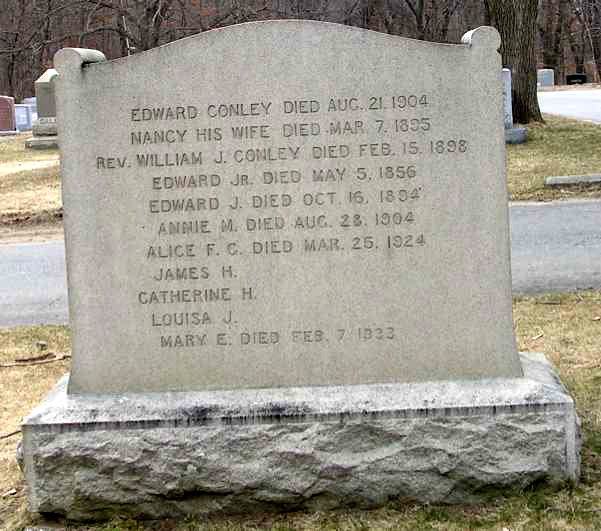 EDWARD CONLEY DIED AUG. 21. 1904
NANCY HIS WIFE DIED MAR. 7. 1895
REV. WILLIAM J. CONLEY DIED FEB. 15. 1898
EDWARD JR. DIED MAY 5. 1856
EDWARD J. DIED OCT. 16. 1894
ANNIE M. DIED AUG. 28. 1904
ALICE F. C. DIED MAR. 25, 1924
JAMES H.
CATHERINE H.
LOUISA J.
MARY E. DIED FEB. 7 1933